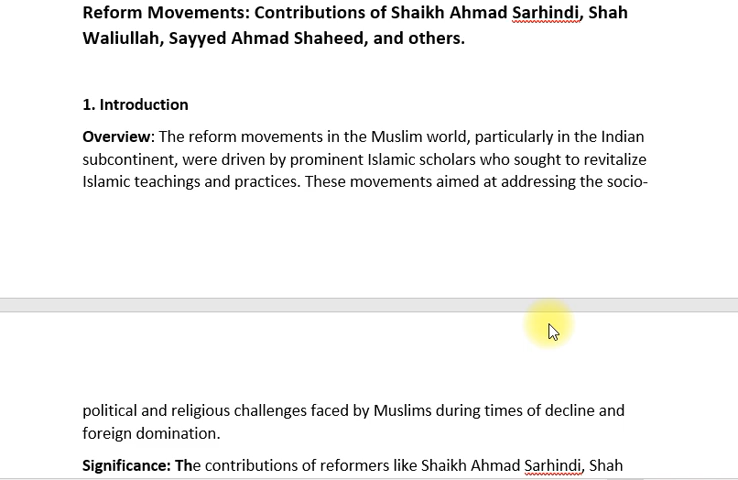 Reform Movements: Contributions of Shaikh Ahmad Sarhindi, Shah
Waliullah, Sayyed Ahmad Shaheed, and others.
1. Introduction
Overview: The reform movements in the Muslim world, particularly in the Indian
subcontinent, were driven by prominent Islamic scholars who sought to revitalize
Islamic teachings and practices. These movements aimed at addressing the socio-
political and religious challenges faced by Muslims during times of decline and
foreign domination.
Significance: The contributions of reformers like Shaikh Ahmad Sarhindi, Shah